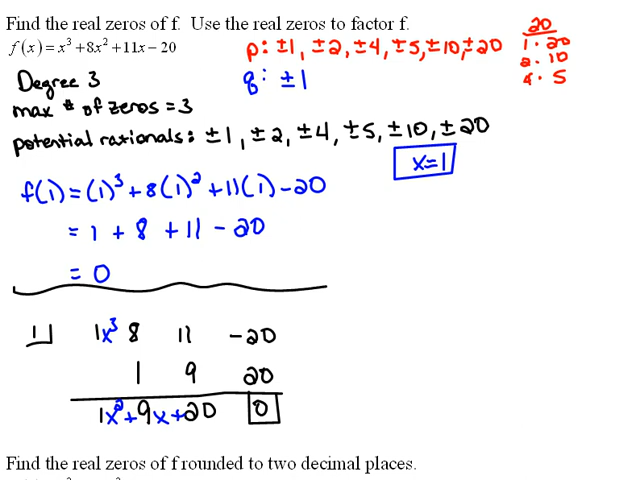 Find the real zeros of f. Use the real zeros to factor f.
f(x) = x³ + 8x² + 11x − 20
p: ±1, ±2, ±4, ±5, ±10, ±20
20
1 · 20
2 · 10
4 · 5
q: ±1
Degree 3
max # of zeros = 3
potential rationals: ±1, ±2, ±4, ±5, ±10, ±20
x=1
f(1) = (1)³ + 8(1)² + 11(1) − 20
= 1 + 8 + 11 − 20
= 0
1 1x³ 8 11 −20
1 9 20
1x² + 9x + 20 0
Find the real zeros of f rounded to two decimal places.